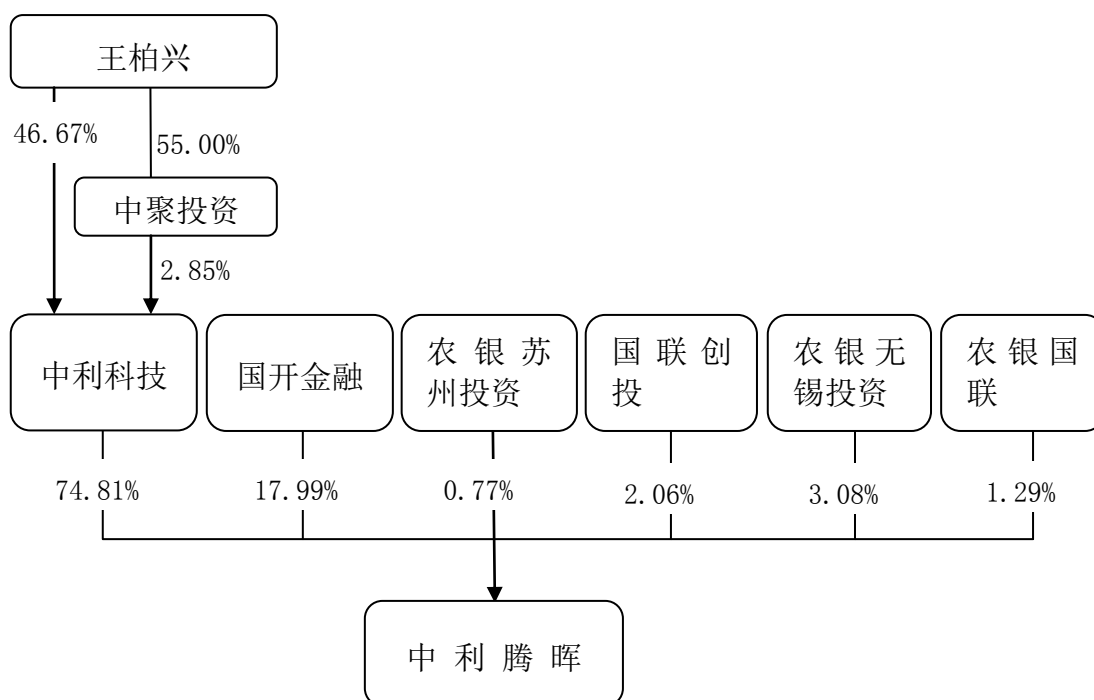 王柏兴
46.67%
55.00%
中聚投资
2.85%
中利科技
国开金融
农银苏
州投资
国联创
投
农银无
锡投资
农银国
联
74.81%
17.99%
0.77%
2.06%
3.08%
1.29%
中利腾晖